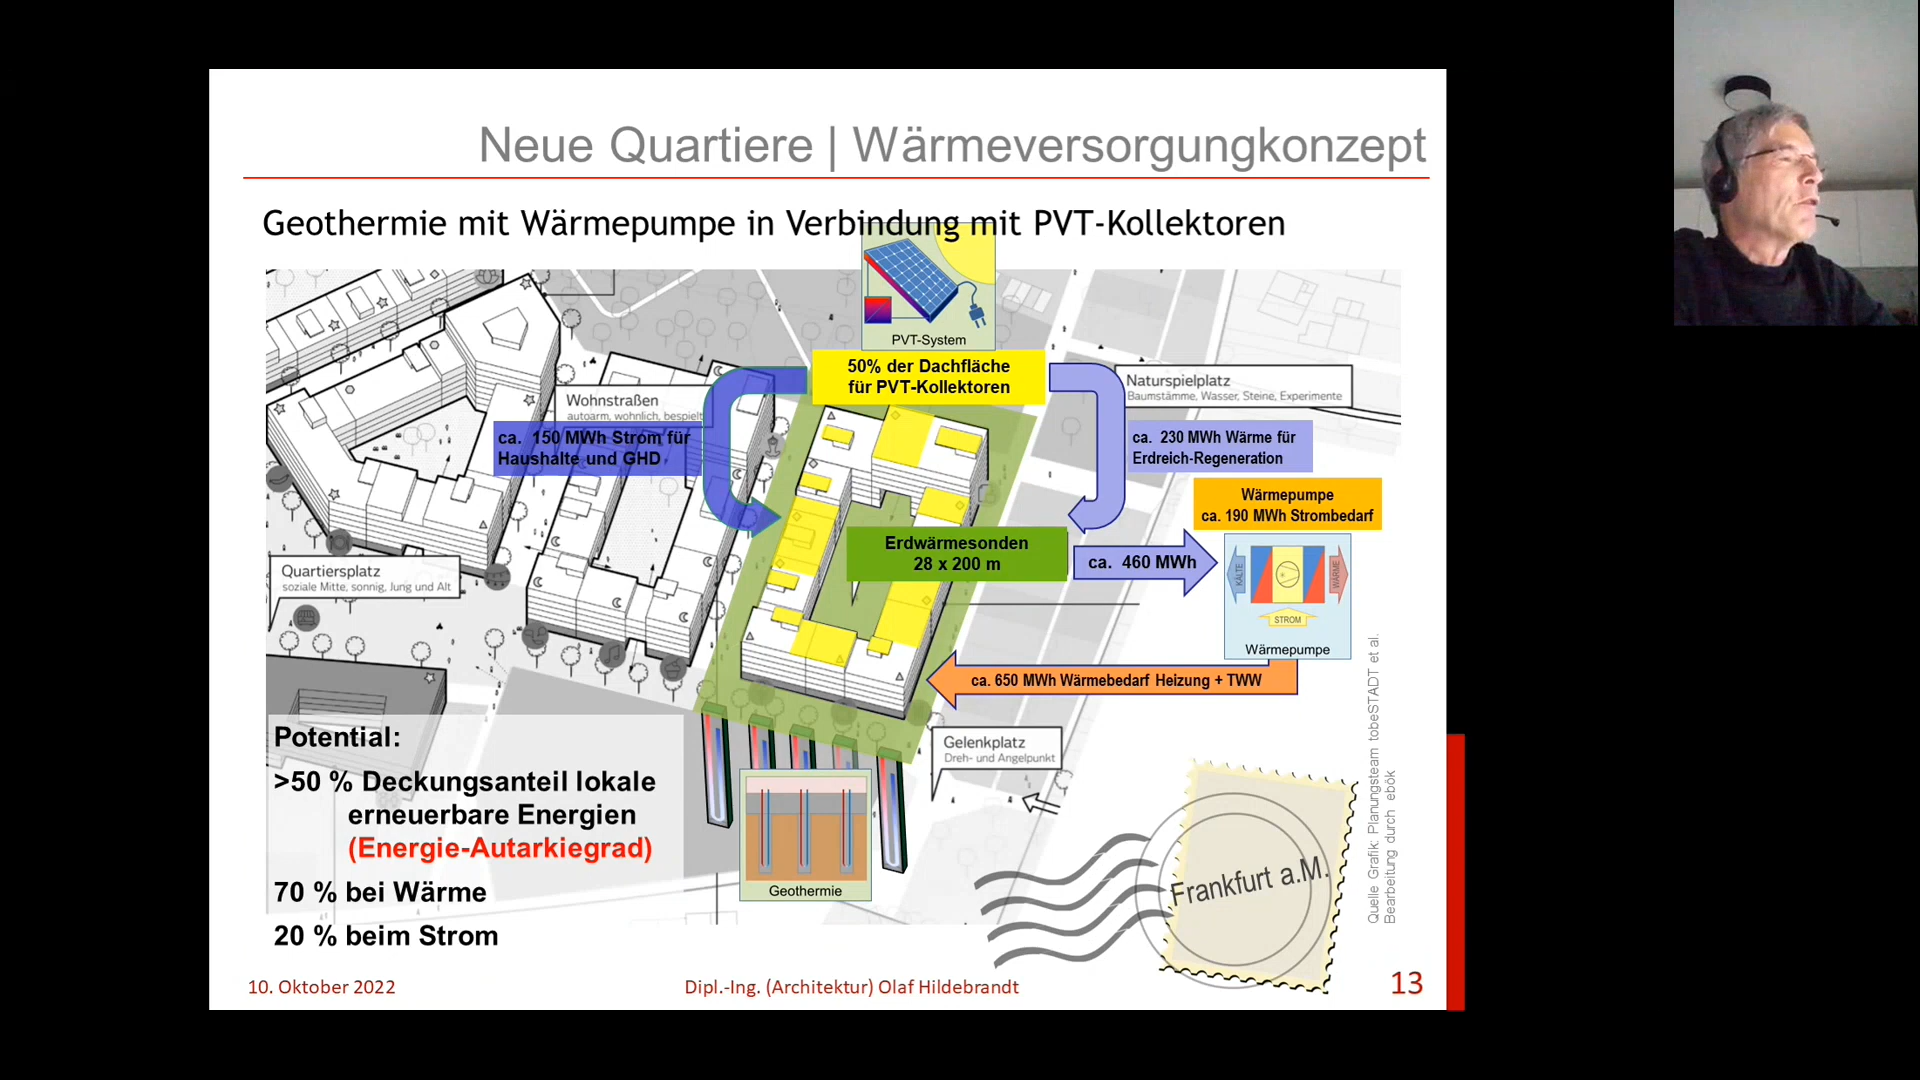 Neue Quartiere | Wärmeversorgungkonzept
Geothermie mit Wärmepumpe in Verbindung mit PVT-Kollektoren
PVT-System
50% der Dachfläche
für PVT-Kollektoren
Wohnstraßen
autoarm, wohnlich, bespielt
Naturspielplatz
Baumstämme, Wasser, Steine, Experimente
ca. 150 MWh Strom für
Haushalte und GHD
ca. 230 MWh Wärme für
Erdreich-Regeneration
Wärmepumpe
ca. 190 MWh Strombedarf
Erdwärmesonden
28 x 200 m
ca. 460 MWh
KÄLTE
WÄRME
STROM
Wärmepumpe
Quartiersplatz
soziale Mitte, sonnig, Jung und Alt
ca. 650 MWh Wärmebedarf Heizung + TWW
Gelenkplatz
Dreh- und Angelpunkt
Geothermie
Potential:
>50 % Deckungsanteil lokale
erneuerbare Energien
(Energie-Autarkiegrad)
70 % bei Wärme
20 % beim Strom
Frankfurt a.M.
Quelle Grafik: Planungsteam tobeSTADT et al.
Bearbeitung durch ebök
10. Oktober 2022
Dipl.-Ing. (Architektur) Olaf Hildebrandt
13